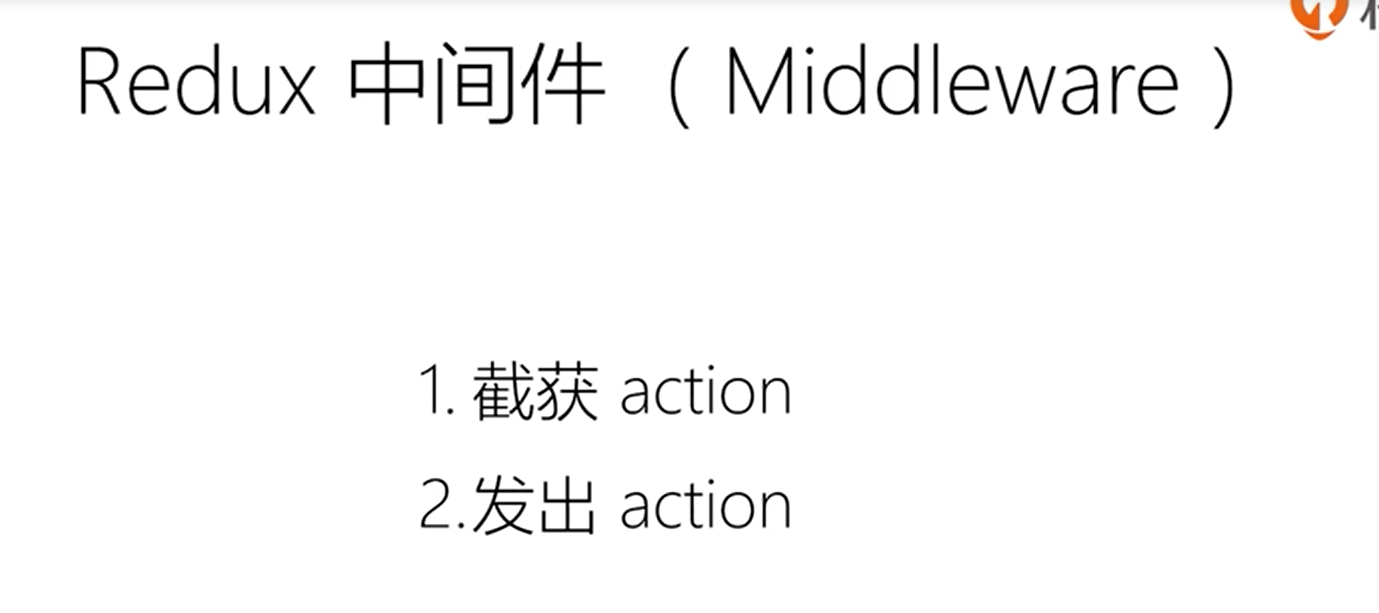 Redux 中间件 （ Middleware ）
1. 截获 action
2.发出 action